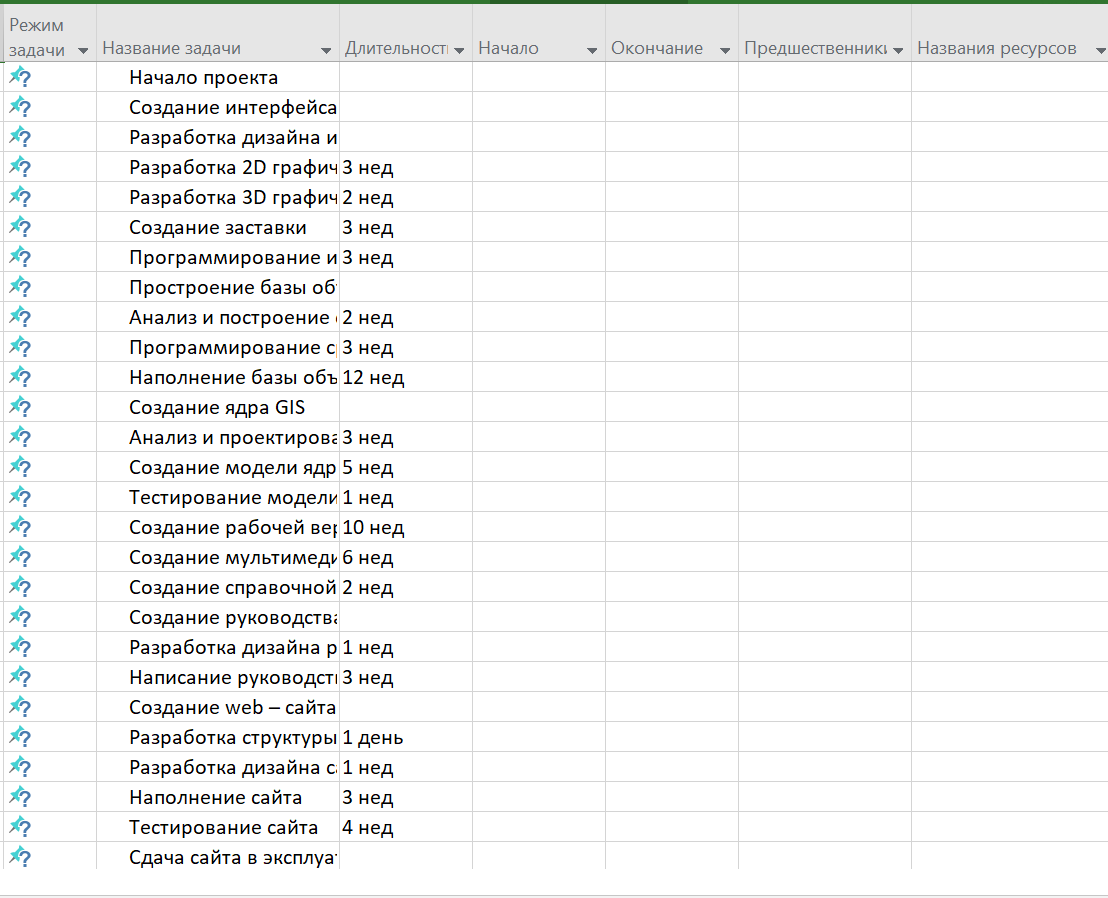 Режим задачи Название задачи Длительност Начало Окончание Предшественники Названия ресурсов
Начало проекта
Создание интерфейса
Разработка дизайна и
Разработка 2D графич 3 нед
Разработка 3D графич 2 нед
Создание заставки 3 нед
Программирование и 3 нед
Простроение базы об
Анализ и построение 2 нед
Программирование с 3 нед
Наполнение базы объ 12 нед
Создание ядра GIS
Анализ и проектирова 3 нед
Создание модели ядр 5 нед
Тестирование модели 1 нед
Создание рабочей вер 10 нед
Создание мультимеди 6 нед
Создание справочной 2 нед
Создание руководства
Разработка дизайна р 1 нед
Написание руководст 3 нед
Создание web – сайта
Разработка структуры 1 день
Разработка дизайна са 1 нед
Наполнение сайта 3 нед
Тестирование сайта 4 нед
Сдача сайта в эксплуат